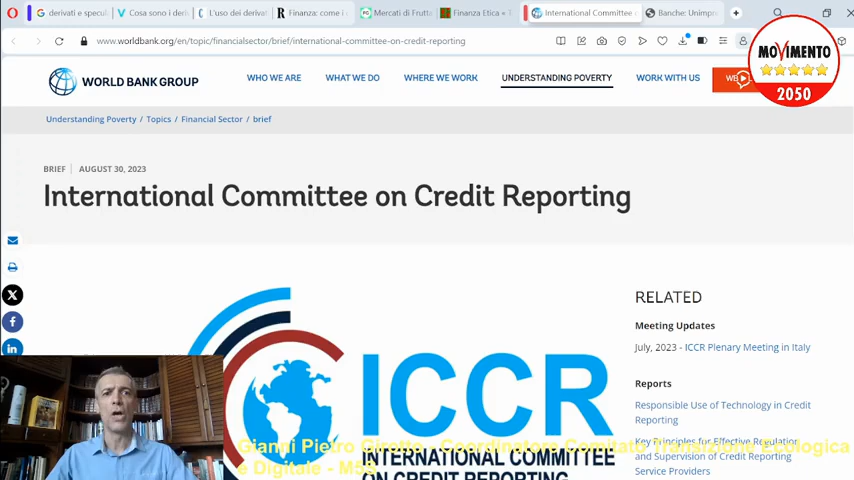 derivati e specul
Cosa sono i deri
L'uso dei derivat
Finanza: come i
Mercati di Frutta
Finanza Etica +
International Committee
Banche: Unimp
www.worldbank.org/en/topic/financialsector/brief/international-committee-on-credit-reporting
WORLD BANK GROUP
WHO WE ARE
WHAT WE DO
WHERE WE WORK
UNDERSTANDING POVERTY
WORK WITH US
MOVIMENTO
2050
Understanding Poverty / Topics / Financial Sector / brief
BRIEF | AUGUST 30, 2023
International Committee on Credit Reporting
RELATED
Meeting Updates
July, 2023 - ICCR Plenary Meeting in Italy
Reports
Responsible Use of Technology in Credit
Reporting
Key Principles for Effective Regulation
and Supervision of Credit Reporting
Service Providers
ICCR
INTERNATIONAL COMMITTEE
ON CREDIT REPORTING
Gianni Pietro Girotto - Coordinatore Comitato Transizione Ecologica
e Digitale - M5S